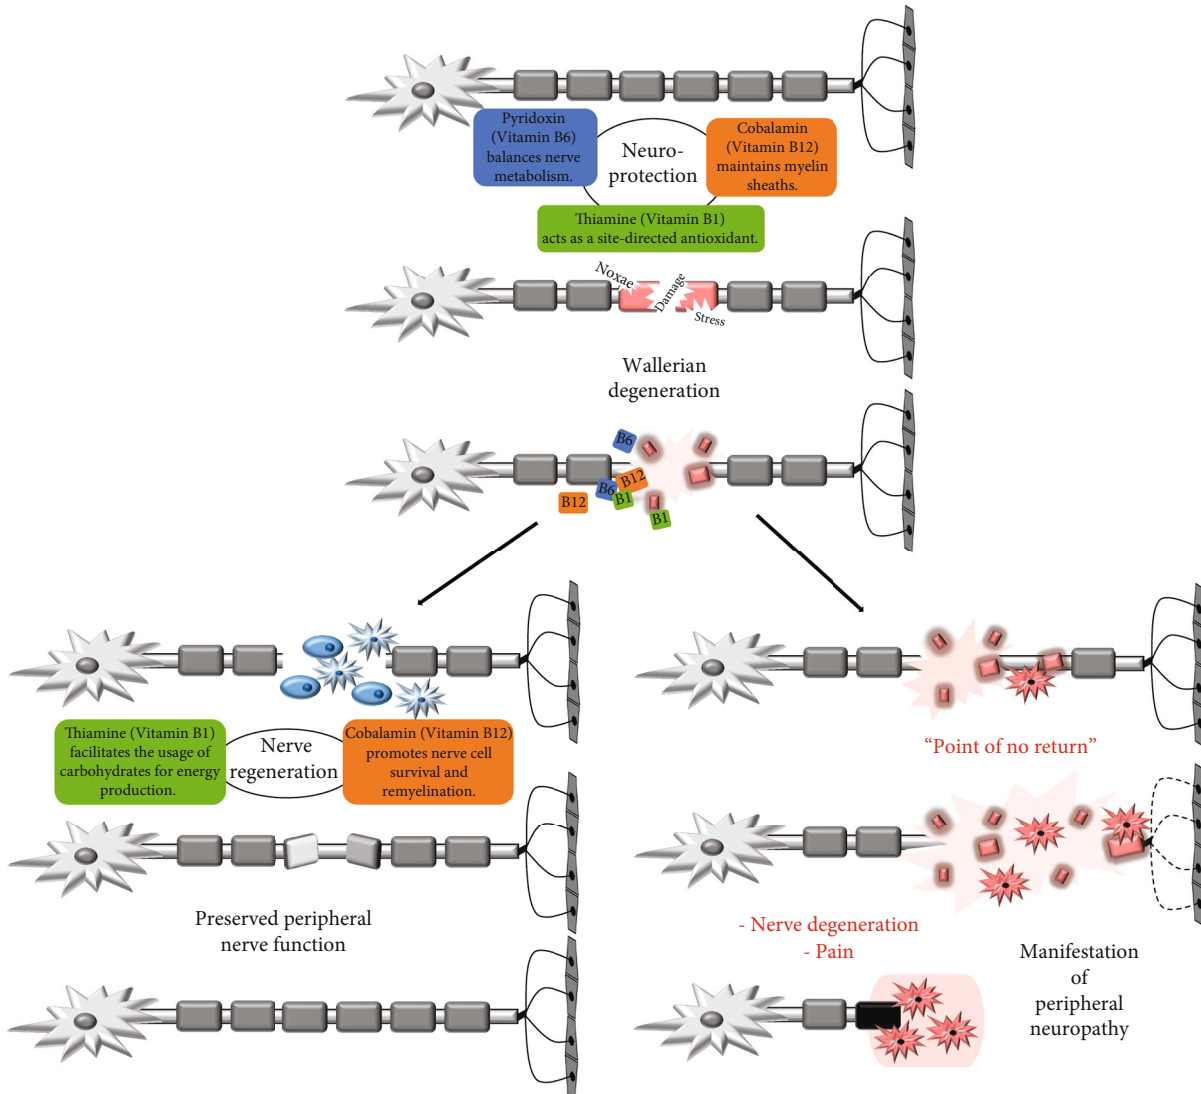 Pyridoxin
(Vitamin B6)
balances nerve
metabolism.
Neuro-
protection
Cobalamin
(Vitamin B12)
maintains myelin
sheaths.
Thiamine (Vitamin B1)
acts as a site-directed antioxidant.
Noxae
Damage
Stress
Wallerian
degeneration
B6
B12
B6
B1
B12
B1
Thiamine (Vitamin B1)
facilitates the usage of
carbohydrates for energy
production.
Nerve
regeneration
Cobalamin (Vitamin B12)
promotes nerve cell
survival and
remyelination.
Preserved peripheral
nerve function
“Point of no return”
- Nerve degeneration
- Pain
Manifestation
of
peripheral
neuropathy